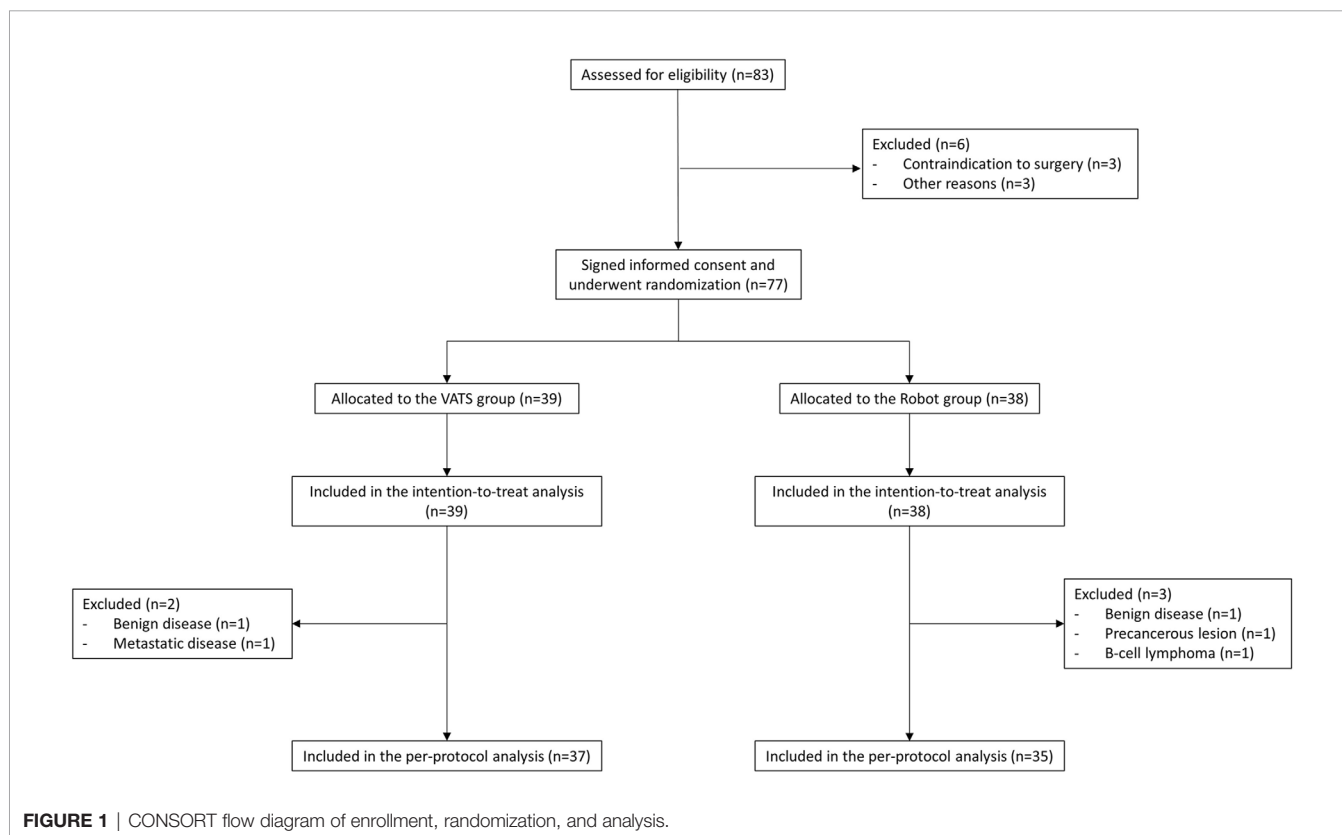 Assessed for eligibility (n=83)
Excluded (n=6)
- Contraindication to surgery (n=3)
- Other reasons (n=3)
Signed informed consent and
underwent randomization (n=77)
Allocated to the VATS group (n=39)
Allocated to the Robot group (n=38)
Included in the intention-to-treat analysis
(n=39)
Included in the intention-to-treat analysis
(n=38)
Excluded (n=2)
- Benign disease (n=1)
- Metastatic disease (n=1)
Excluded (n=3)
- Benign disease (n=1)
- Precancerous lesion (n=1)
- B-cell lymphoma (n=1)
Included in the per-protocol analysis (n=37)
Included in the per-protocol analysis (n=35)
FIGURE 1 | CONSORT flow diagram of enrollment, randomization, and analysis.